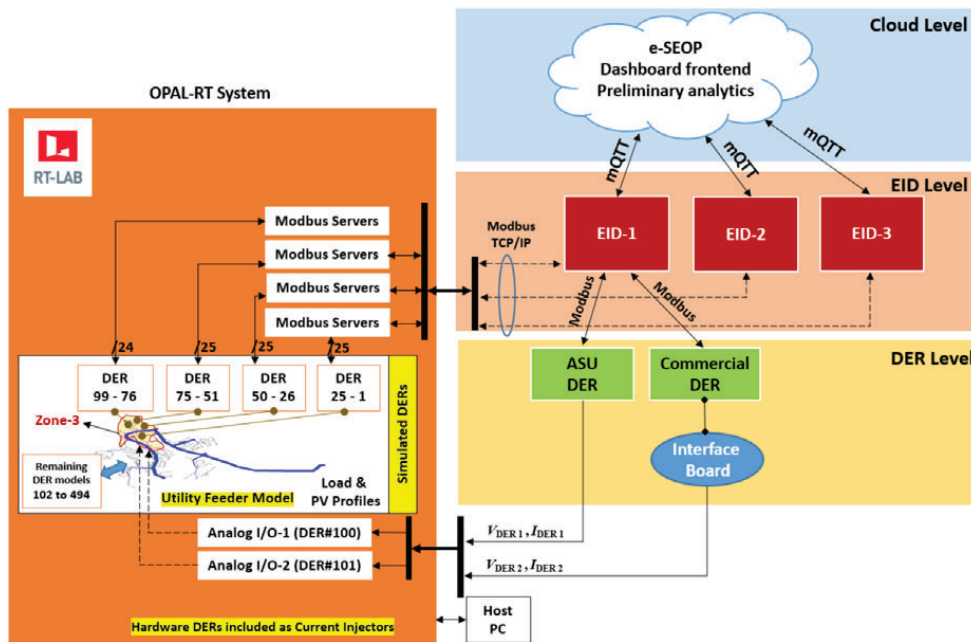 OPAL-RT System
RT-LAB
Modbus Servers
Modbus Servers
Modbus Servers
Modbus Servers
/24
/25
/25
/25
DER
99 - 76
DER
75 - 51
DER
50 - 26
DER
25 - 1
Zone-3
Remaining
DER models
102 to 494
Utility Feeder Model
Load &
PV Profiles
Simulated DERs
Analog I/O-1 (DER#100)
Analog I/O-2 (DER#101)
Hardware DERs included as Current Injectors
Host
PC
Cloud Level
e-SEOP
Dashboard frontend
Preliminary analytics
mQTT
mQTT
mQTT
EID Level
EID-1
EID-2
EID-3
Modbus
TCP/IP
Modbus
Modbus
DER Level
ASU
DER
Commercial
DER
Interface
Board
VDER 1 , IDER 1
VDER 2 , IDER 2